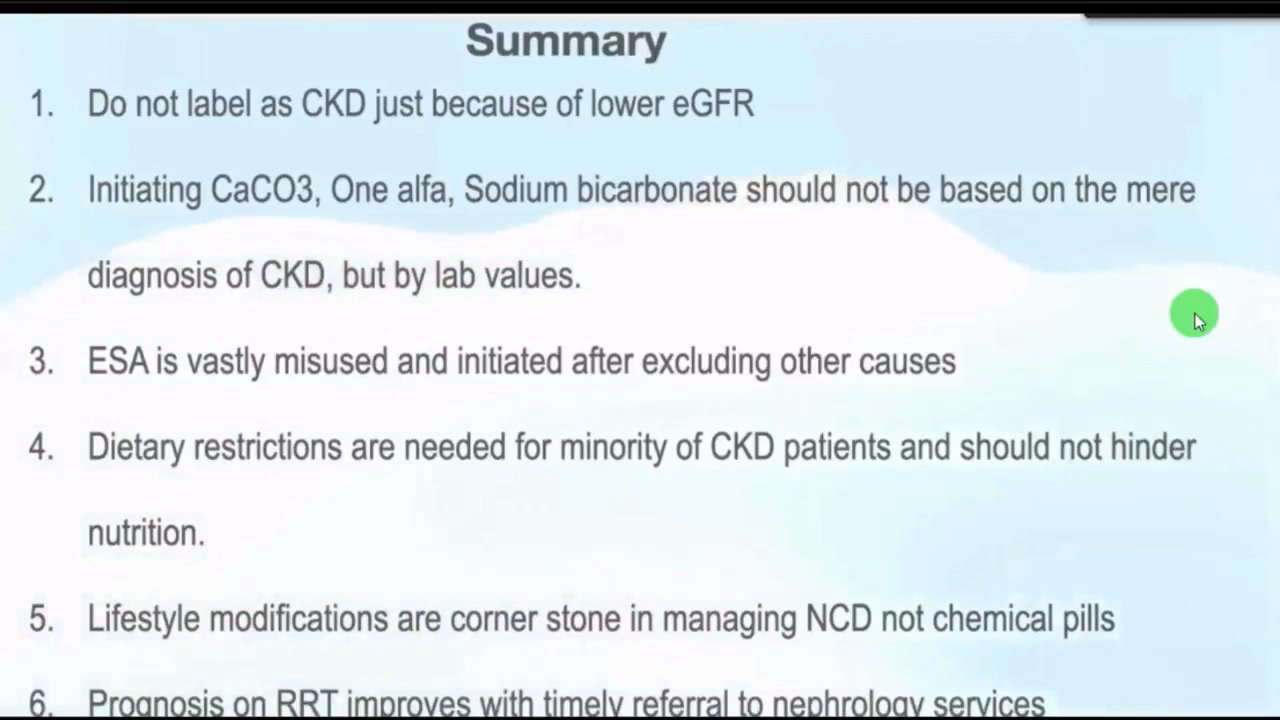 Summary
1. Do not label as CKD just because of lower eGFR
2. Initiating CaCO3, One alfa, Sodium bicarbonate should not be based on the mere
diagnosis of CKD, but by lab values.
3. ESA is vastly misused and initiated after excluding other causes
4. Dietary restrictions are needed for minority of CKD patients and should not hinder
nutrition.
5. Lifestyle modifications are corner stone in managing NCD not chemical pills
6. Prognosis on RRT improves with timely referral to nephrology services